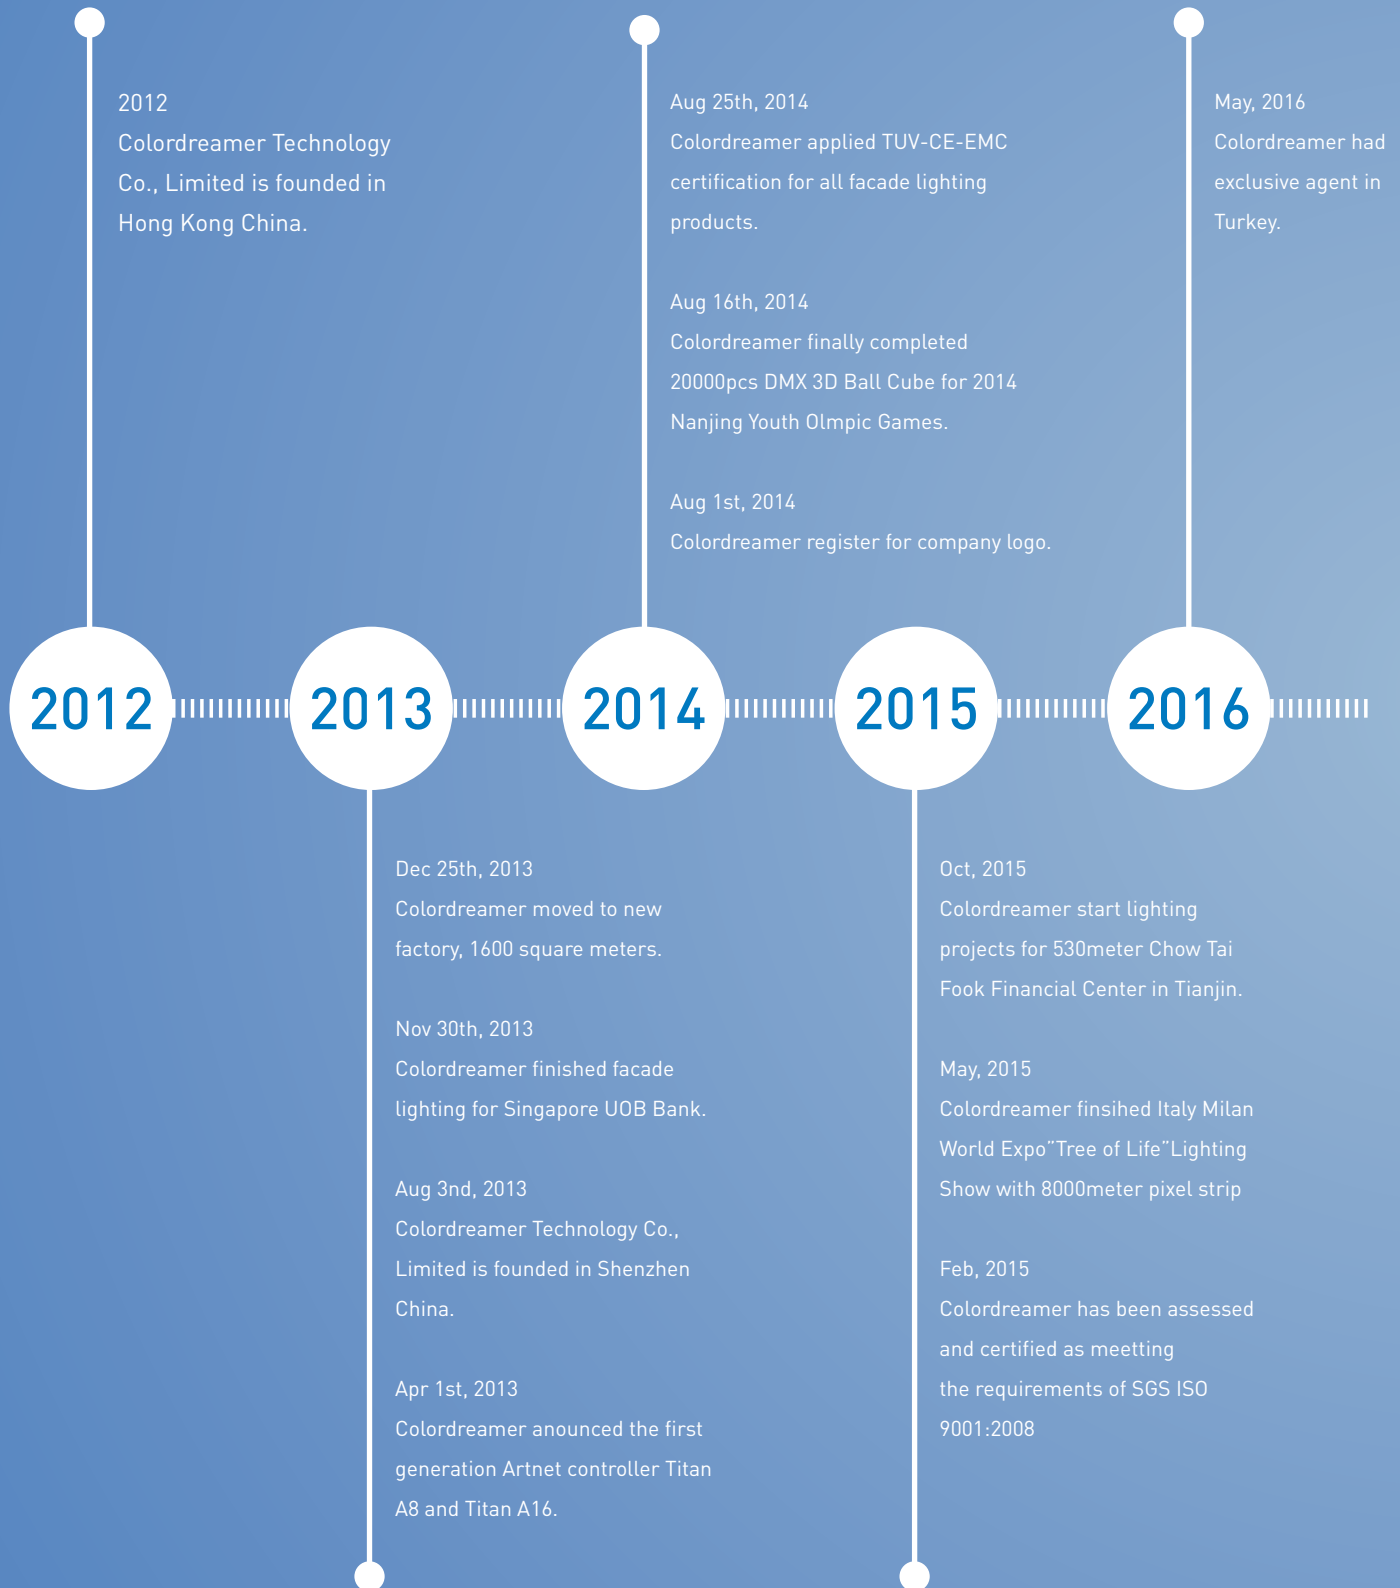 2012
Colordreamer Technology
Co., Limited is founded in
Hong Kong China.
Aug 25th, 2014
Colordreamer applied TUV-CE-EMC
certification for all facade lighting
products.
Aug 16th, 2014
Colordreamer finally completed
20000pcs DMX 3D Ball Cube for 2014
Nanjing Youth Olmpic Games.
Aug 1st, 2014
Colordreamer register for company logo.
May, 2016
Colordreamer had
exclusive agent in
Turkey.
2012
2013
2014
2015
2016
Dec 25th, 2013
Colordreamer moved to new
factory, 1600 square meters.
Nov 30th, 2013
Colordreamer finished facade
lighting for Singapore UOB Bank.
Aug 3nd, 2013
Colordreamer Technology Co.,
Limited is founded in Shenzhen
China.
Apr 1st, 2013
Colordreamer anounced the first
generation Artnet controller Titan
A8 and Titan A16.
Oct, 2015
Colordreamer start lighting
projects for 530meter Chow Tai
Fook Financial Center in Tianjin.
May, 2015
Colordreamer finsihed Italy Milan
World Expo"Tree of Life"Lighting
Show with 8000meter pixel strip
Feb, 2015
Colordreamer has been assessed
and certified as meetting
the requirements of SGS ISO
9001:2008